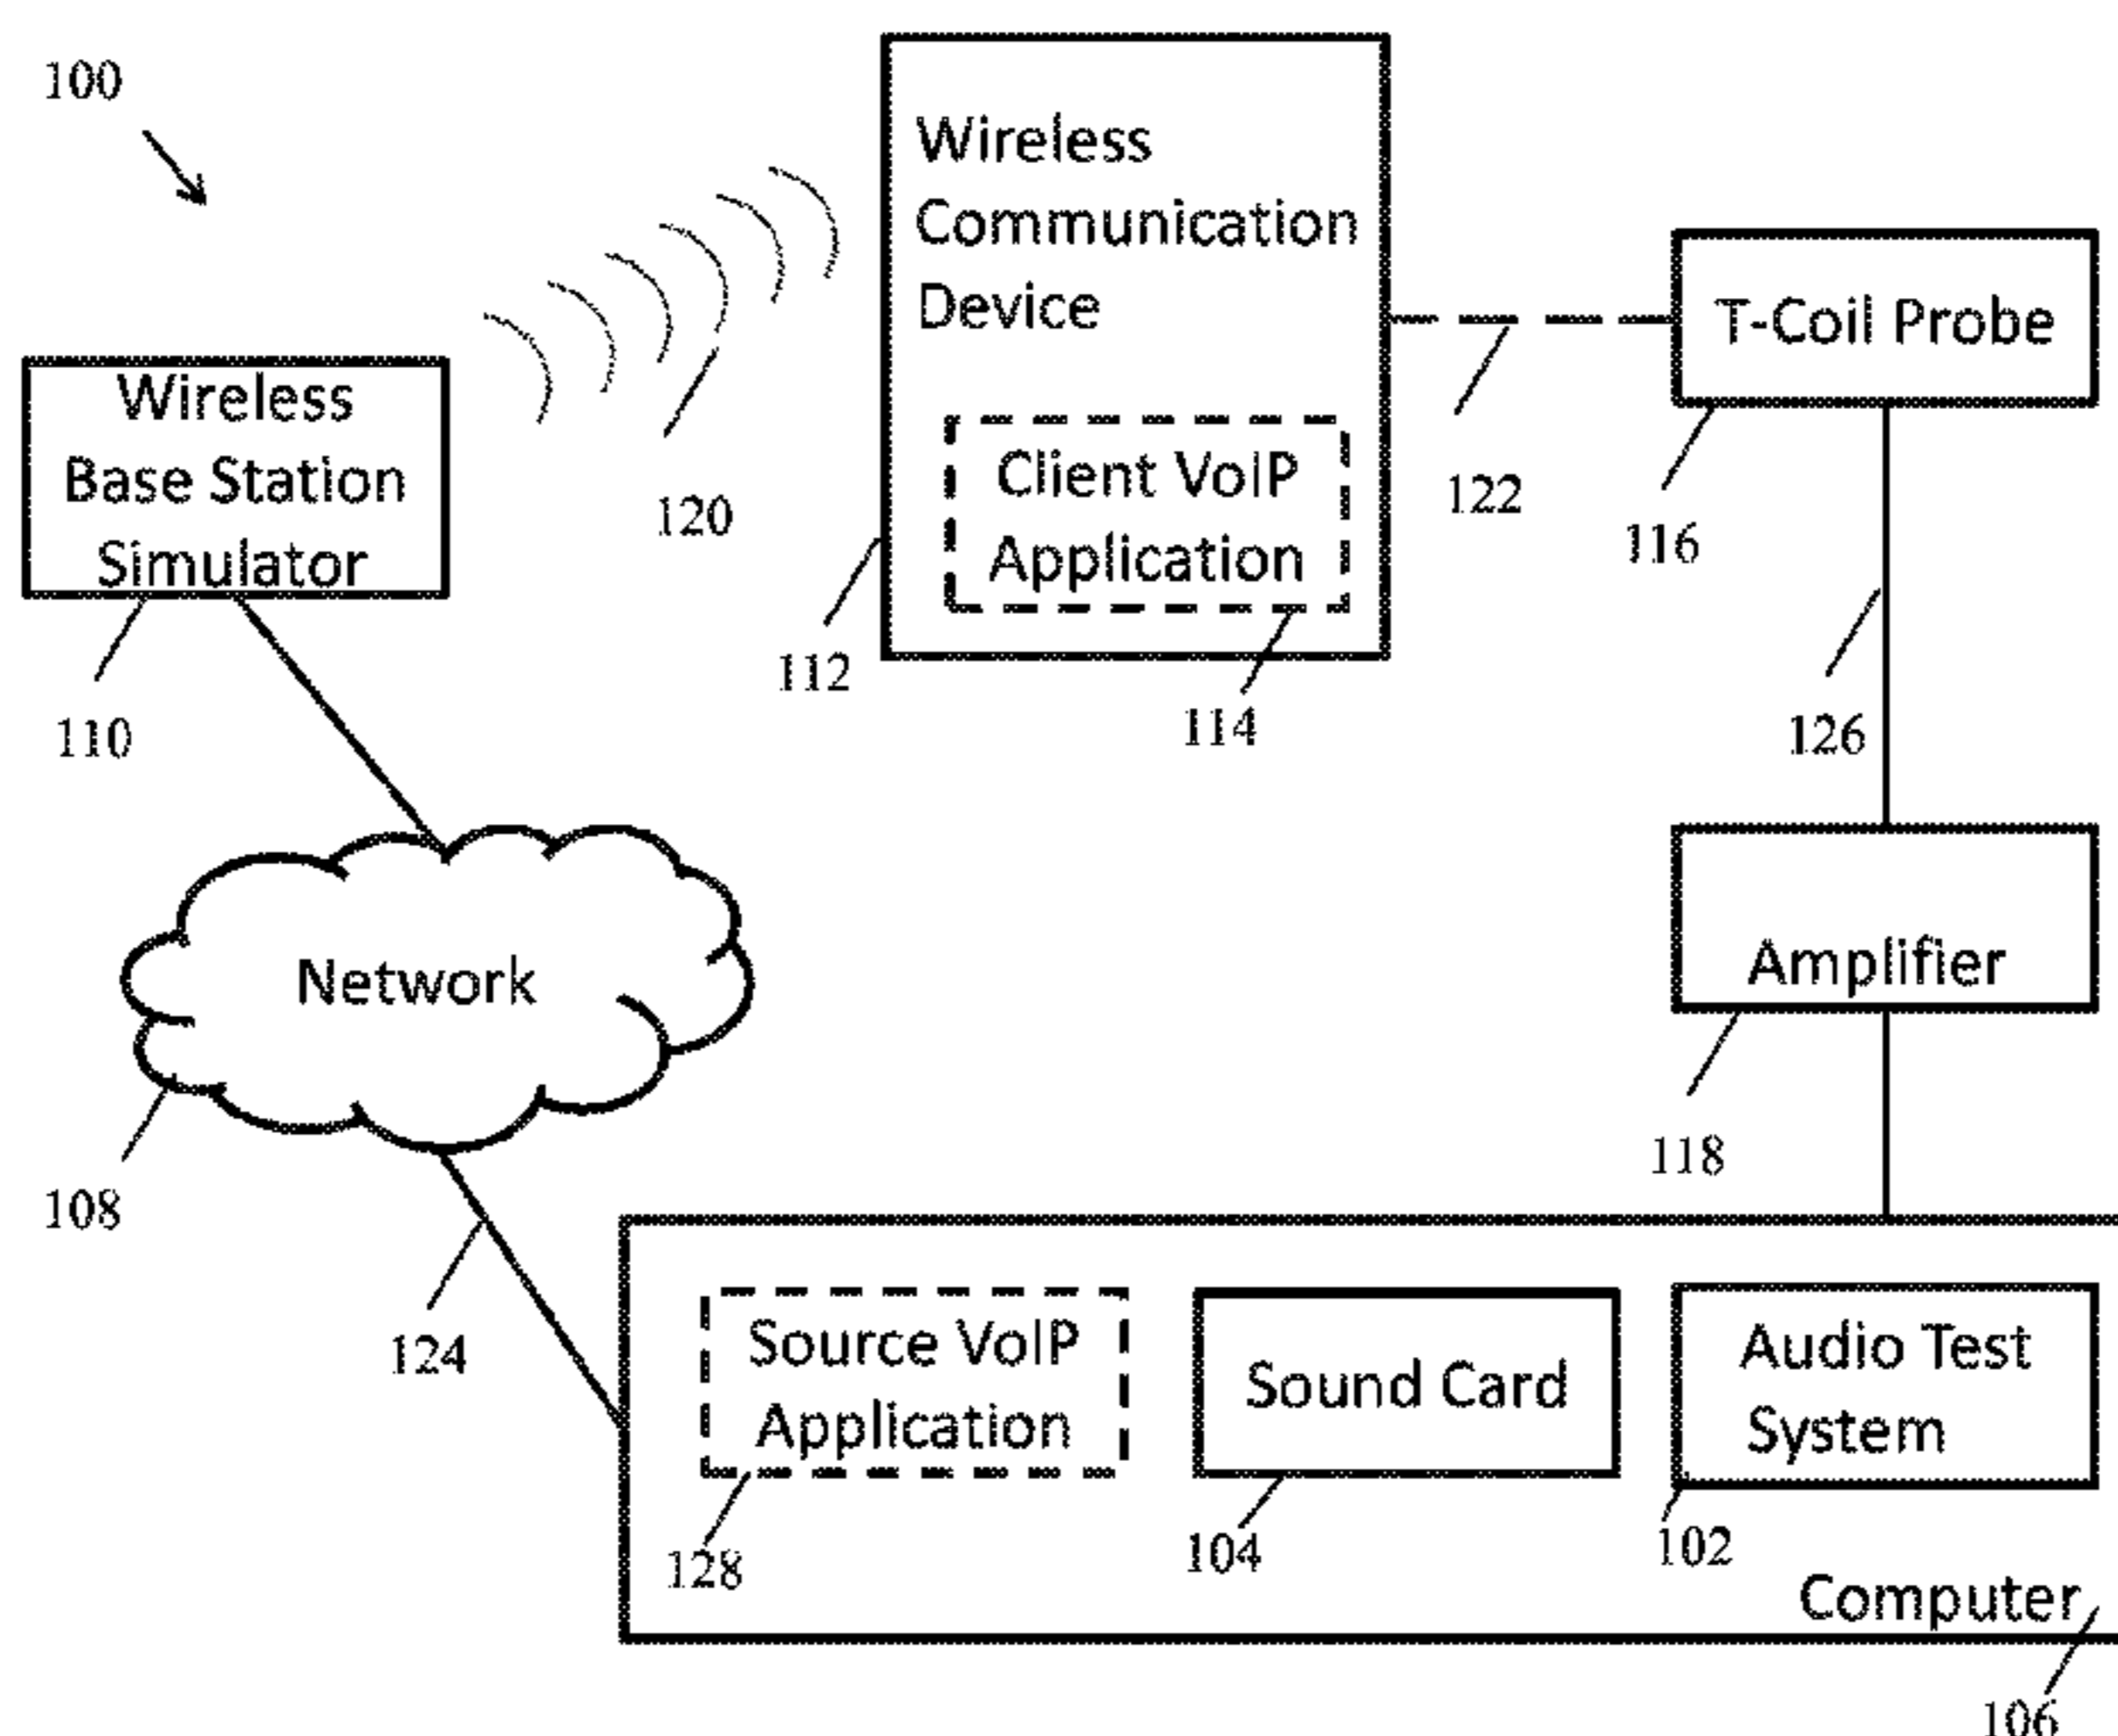 100
Wireless
Communication
Device
Wireless
Base Station
Simulator
T-Coil Probe
Client VoIP
Application
120
122
116
112
114
110
126
Network
Amplifier
118
108
124
Source VoIP
Application
Sound Card
Audio Test
System
128
104
102
Computer
106